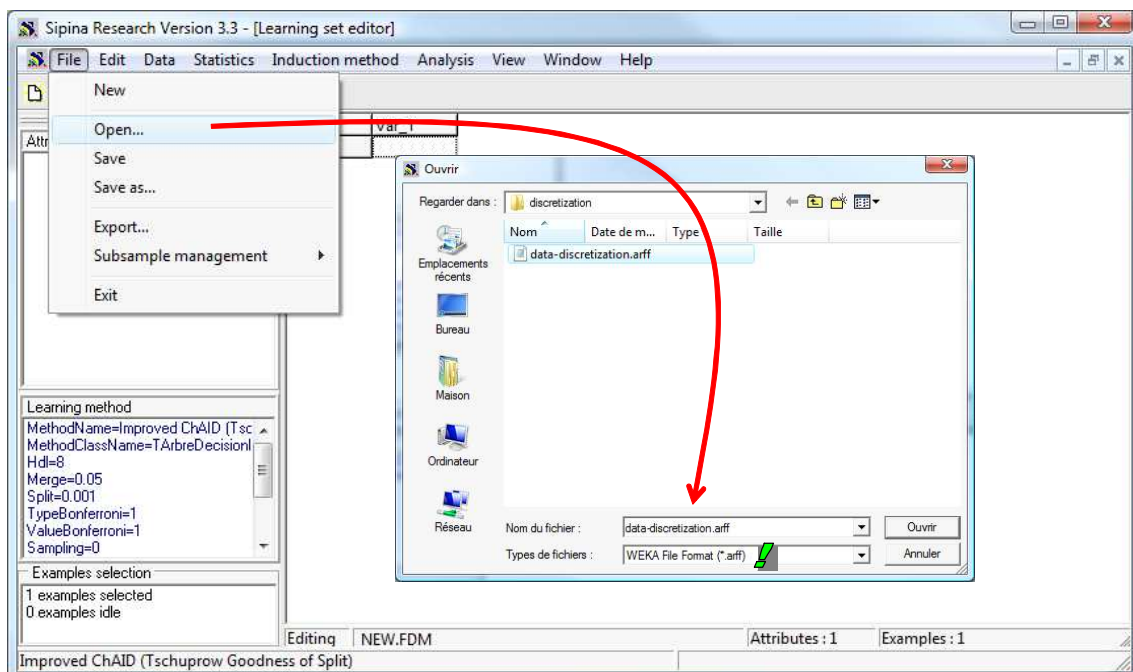 Sipina Research Version 3.3 - [Learning set editor]
File Edit Data Statistics Induction method Analysis View Window Help
New
Open...
Save
Save as...
Export...
Subsample management
Exit
Attr
Var_1
Ouvrir
Regarder dans : discretization
Nom Date de m... Type Taille
data-discretization.arff
Emplacements
récents
Bureau
Maison
Ordinateur
Réseau
Nom du fichier : data-discretization.arff Ouvrir
Types de fichiers : WEKA File Format (*.arff) Annuler
Learning method
MethodName=Improved ChAID (Tsc
MethodClassName=TArbreDecisionI
Hdl=8
Merge=0.05
Split=0.001
TypeBonferroni=1
ValueBonferroni=1
Sampling=0
Examples selection
1 examples selected
0 examples idle
Editing NEW.FDM Attributes : 1 Examples : 1
Improved ChAID (Tschuprow Goodness of Split)